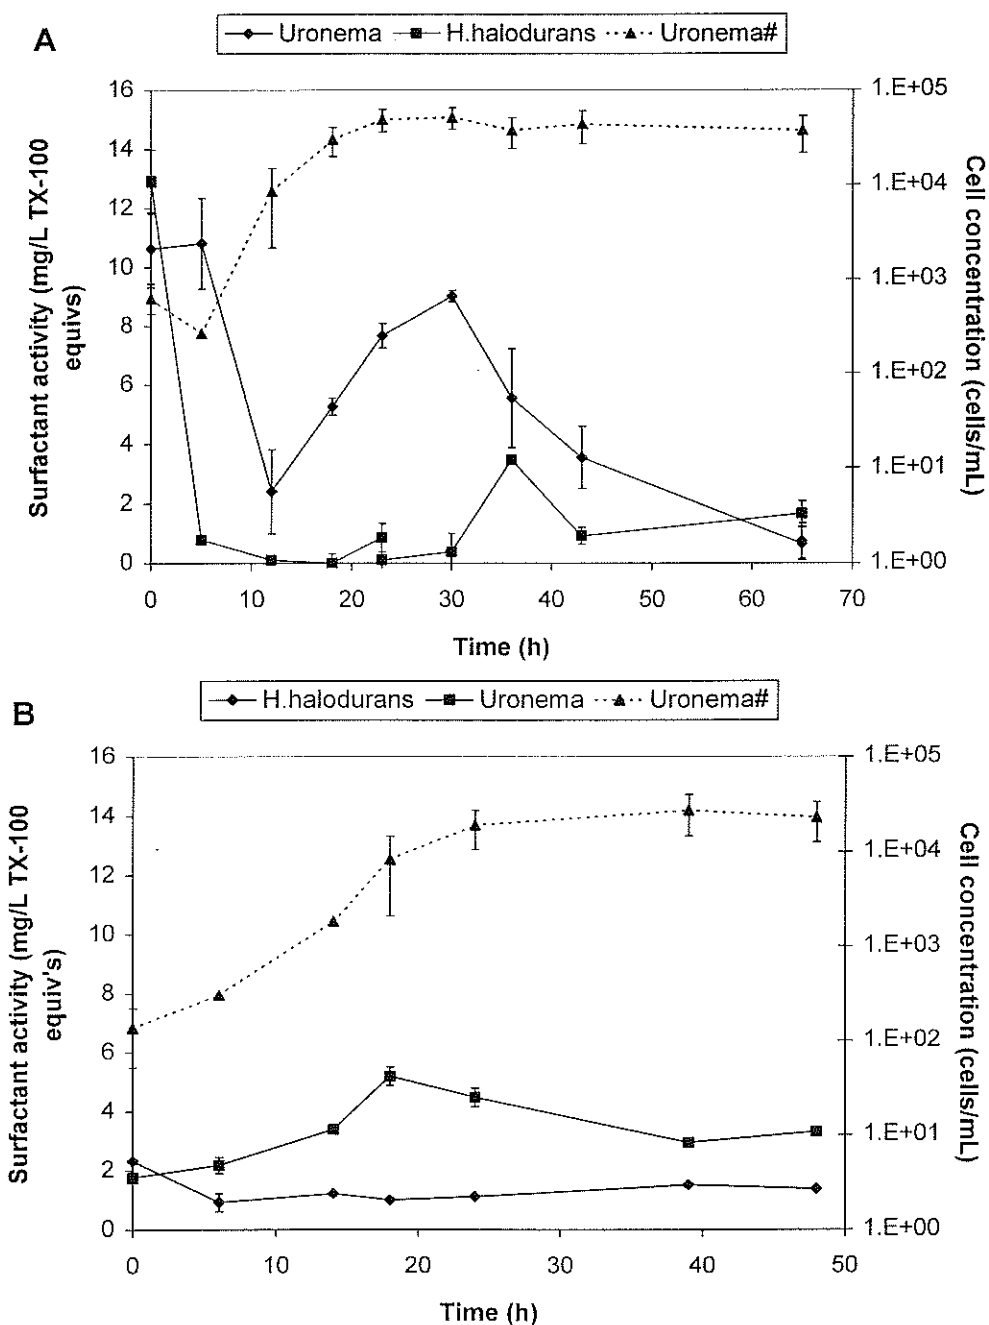 A
Uronema H.halodurans Uronema#
Surfactant activity (mg/L TX-100
equivs)
16
14
12
10
8
6
4
2
0
1.E+05
1.E+04
1.E+03
1.E+02
1.E+01
1.E+00
Cell concentration (cells/mL)
0 10 20 30 40 50 60 70
Time (h)
B
H.halodurans Uronema Uronema#
Surfactant activity (mg/L TX-100
equiv's)
16
14
12
10
8
6
4
2
0
1.E+05
1.E+04
1.E+03
1.E+02
1.E+01
1.E+00
Cell concentration (cells/mL)
0 10 20 30 40 50
Time (h)